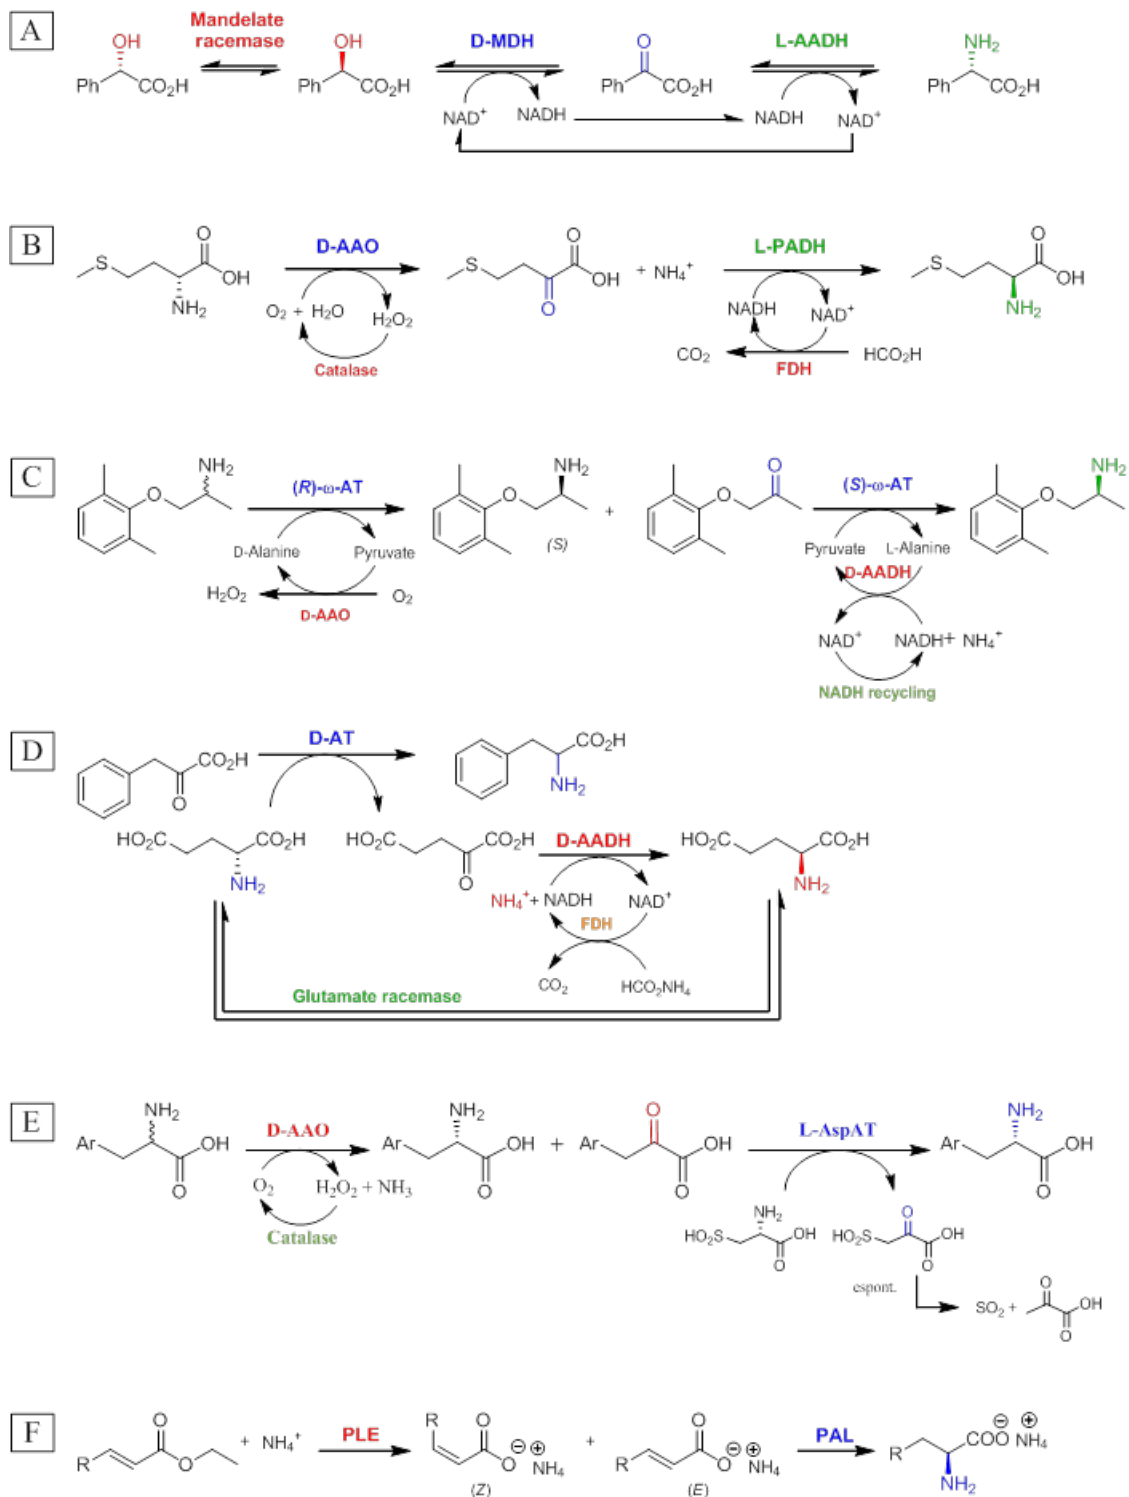 A
OH
Ph
CO₂H
Mandelate
racemase
OH
Ph
CO₂H
D-MDH
NAD⁺
NADH
O
Ph
CO₂H
L-AADH
NADH
NAD⁺
NH₂
Ph
CO₂H
B
S
O
OH
NH₂
D-AAO
O₂ + H₂O
H₂O₂
Catalase
S
O
OH
O
+ NH₄⁺
L-PADH
NADH
NAD⁺
CO₂
HCO₂H
FDH
S
O
OH
NH₂
C
NH₂
O
(R)-ω-AT
D-Alanine
Pyruvate
H₂O₂
O₂
D-AAO
NH₂
O
(S)
+
O
O
(S)-ω-AT
Pyruvate
L-Alanine
D-AADH
NAD⁺
NADH + NH₄⁺
NADH recycling
NH₂
O
D
CO₂H
O
D-AT
CO₂H
NH₂
HO₂C
CO₂H
NH₂
HO₂C
CO₂H
O
D-AADH
NH₄⁺ + NADH
NAD⁺
FDH
CO₂
HCO₂NH₄
HO₂C
CO₂H
NH₂
Glutamate racemase
E
NH₂
Ar
OH
O
D-AAO
O₂
H₂O₂ + NH₃
Catalase
NH₂
Ar
OH
O
+
O
Ar
OH
O
L-AspAT
NH₂
HO₂S
OH
O
O
HO₂S
OH
O
espont.
SO₂ +
O
OH
O
NH₂
Ar
OH
O
F
R
O
O
+ NH₄⁺
PLE
R
O
O ⊖ ⊕
NH₄
(Z)
+
R
O
O ⊖ ⊕
NH₄
(E)
PAL
R
COO ⊖ ⊕
NH₄
NH₂